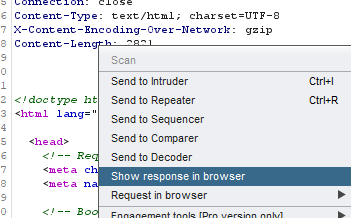 Connection: close
Content-Type: text/html; charset=UTF-8
X-Content-Encoding-Over-Network: gzip
Content-Length:
Scan
Send to Intruder Ctrl+I
<!doctype ht
Send to Repeater Ctrl+R
<html lang="
Send to Sequencer
Send to Comparer
<head>
Send to Decoder
<!-- Req
<meta ch
Show response in browser
<meta na
Request in browser
<!-- Boo
Engagement tools [Pro version only]